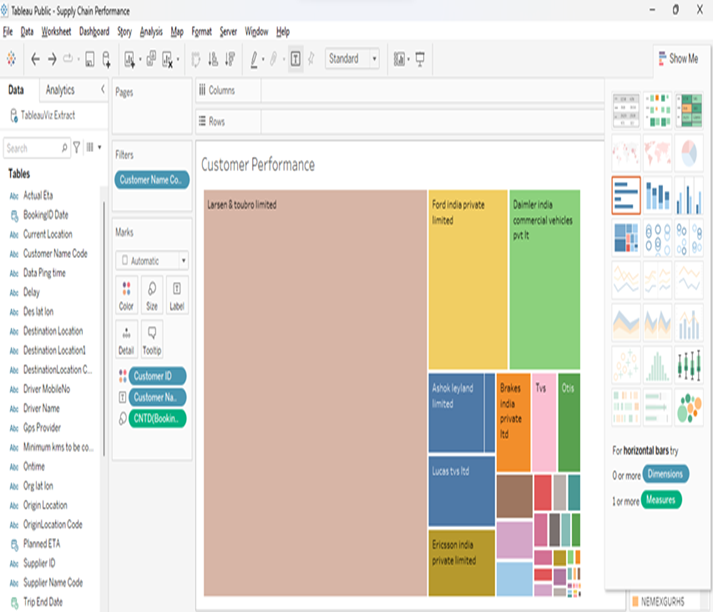 Tableau Public - Supply Chain Performance
File Data Worksheet Dashboard Story Analysis Map Format Server Window Help
Standard
Show Me
Data Analytics
TableauViz Extract
Search
Tables
Actual Eta
BookingID Date
Current Location
Customer Name Code
Data Ping time
Delay
Des lat lon
Destination Location
Destination Location1
DestinationLocation C...
Driver MobileNo
Driver Name
Gps Provider
Minimum kms to be co...
Ontime
Org lat lon
Origin Location
OriginLocation Code
Planned ETA
Supplier ID
Supplier Name Code
Trip End Date
Pages
Filters
Customer Name Co..
Marks
Automatic
Color Size Label
Detail Tooltip
Customer ID
Customer Na..
CNTD(Bookin..
Columns
Rows
Customer Performance
Larsen & toubro limited
Ford india private
limited
Daimler india
commercial vehicles
pvt lt
Ashok leyland
limited
Brakes
india
private
ltd
Tvs
Otis
Lucas tvs ltd
Ericsson india
private limited
For horizontal bars try
0 or more Dimensions
1 or more Measures
NEMEXGURH5